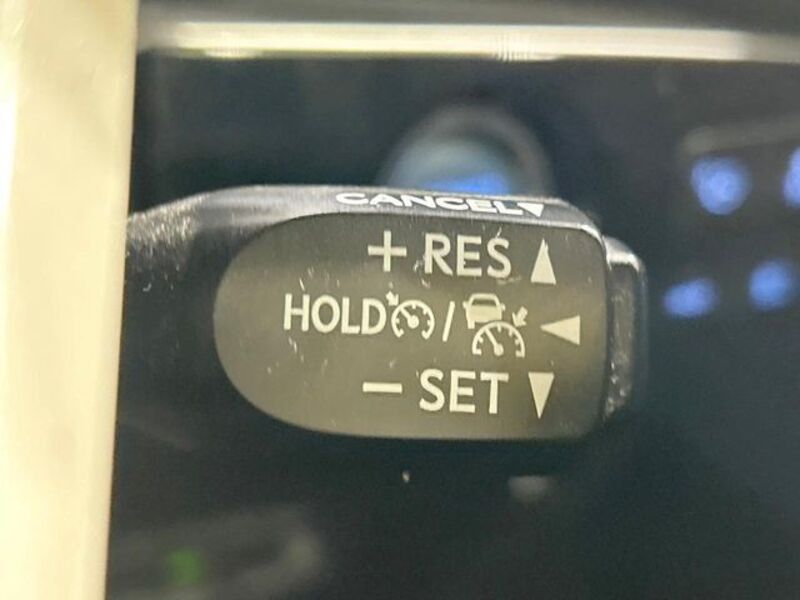 CANCEL▼
+ RES ▲
HOLD / ◀
− SET ▼